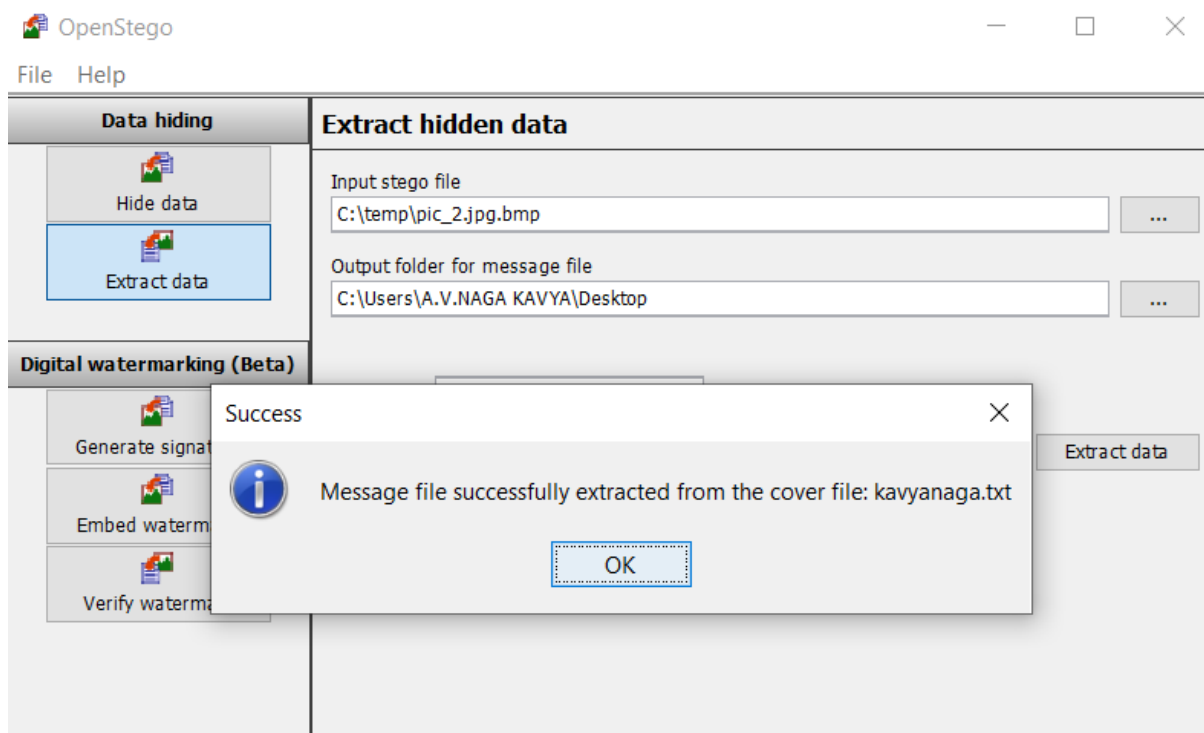 OpenStego
File Help
Data hiding
Hide data
Extract data
Digital watermarking (Beta)
Generate signat
Embed waterm
Verify waterma
Extract hidden data
Input stego file
C:\temp\pic_2.jpg.bmp
...
Output folder for message file
C:\Users\A.V.NAGA KAVYA\Desktop
...
Extract data
Success
Message file successfully extracted from the cover file: kavyanaga.txt
OK